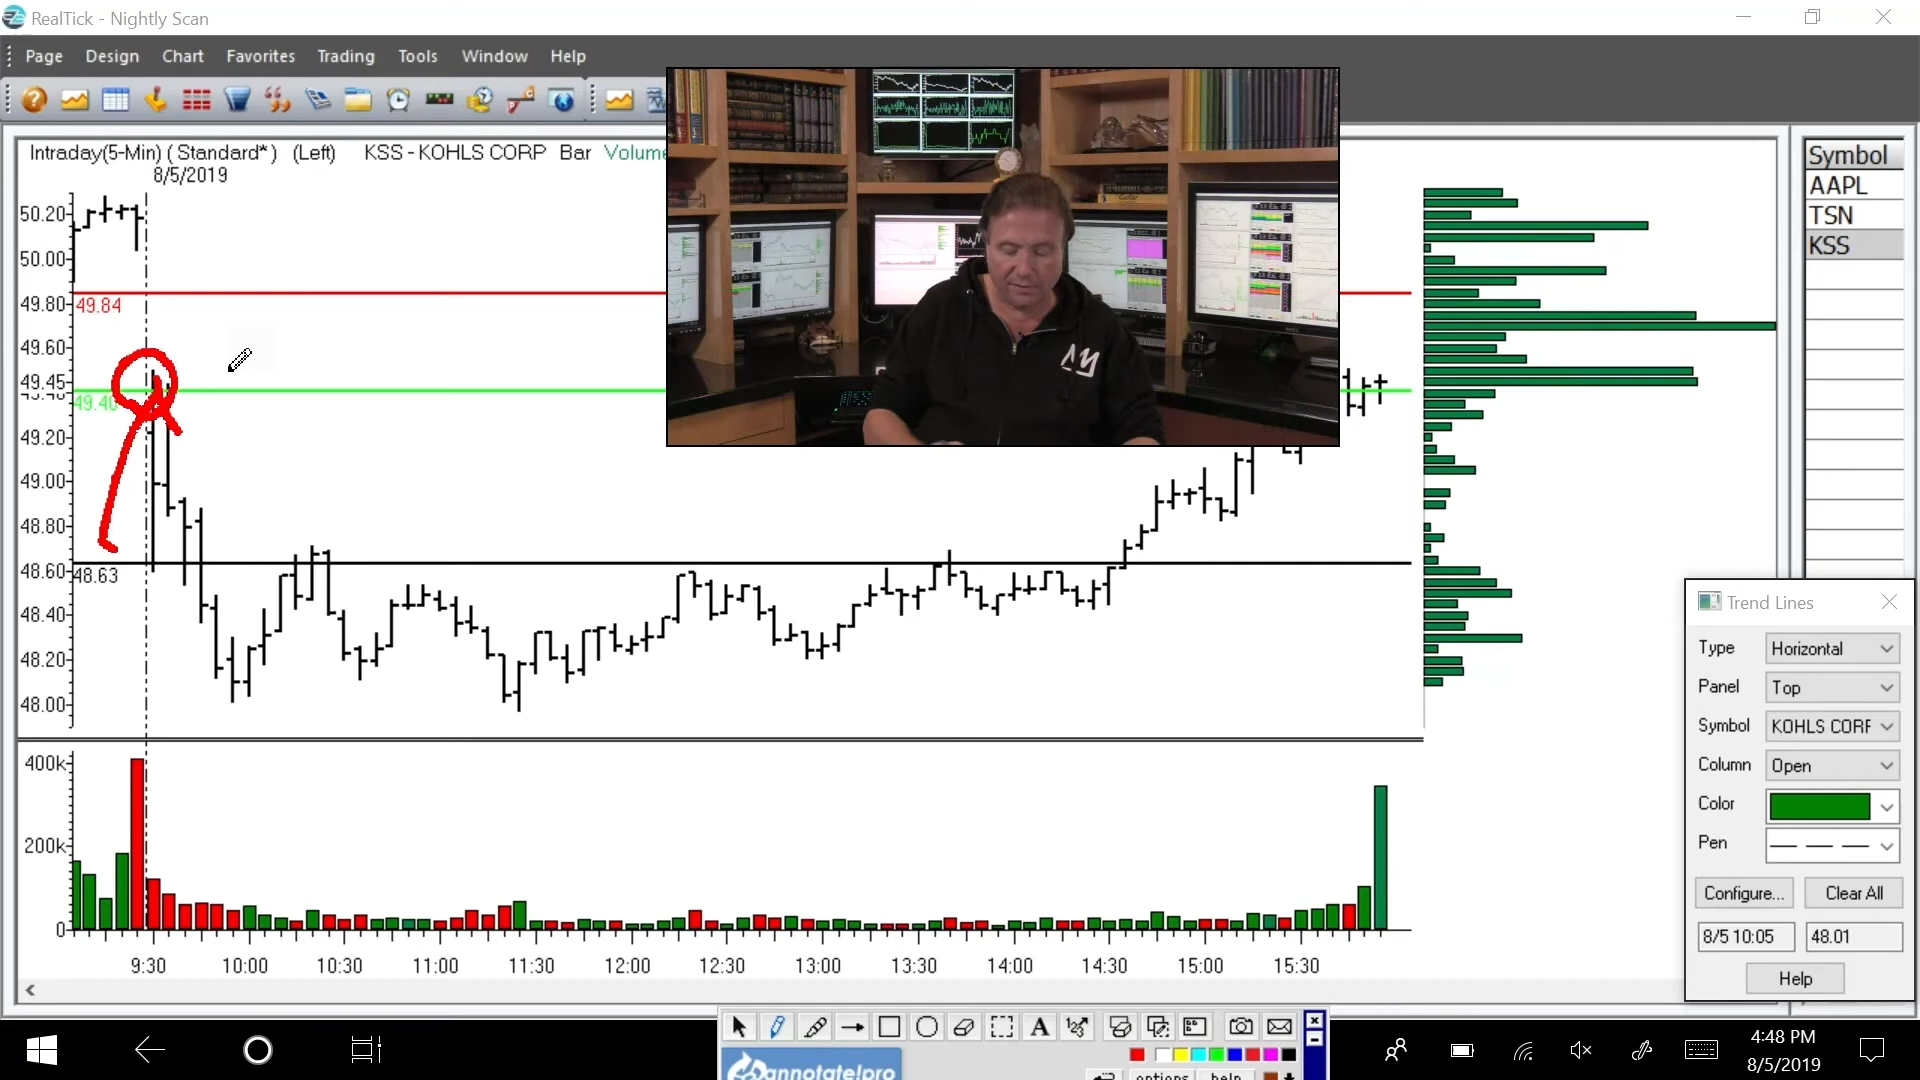 RealTick - Nightly Scan
Page Design Chart Favorites Trading Tools Window Help
Intraday(5-Min) (Standard*) (Left) KSS - KOHLS CORP Bar Volume
8/5/2019
50.20
50.00
49.80
49.84
49.60
49.45
49.40
49.40
49.20
49.00
48.80
48.60
48.63
48.40
48.20
48.00
400k
200k
0
9:30 10:00 10:30 11:00 11:30 12:00 12:30 13:00 13:30 14:00 14:30 15:00 15:30
Symbol
AAPL
TSN
KSS
Trend Lines
Type Horizontal
Panel Top
Symbol KOHLS CORF
Column Open
Color
Pen
Configure... Clear All
8/5 10:05 48.01
Help
annotate!pro
options help
4:48 PM
8/5/2019